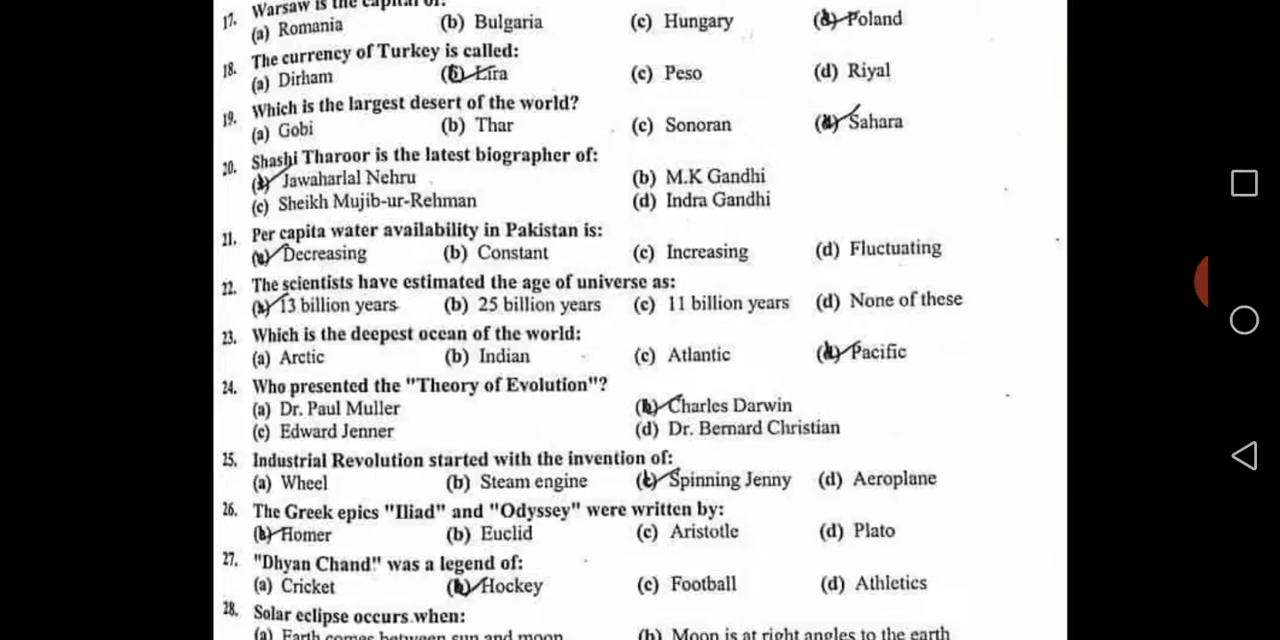 17. Warsaw is the capital of:
(a) Romania (b) Bulgaria (c) Hungary (d) Poland
18. The currency of Turkey is called:
(a) Dirham (b) Lira (c) Peso (d) Riyal
19. Which is the largest desert of the world?
(a) Gobi (b) Thar (c) Sonoran (d) Sahara
20. Shashi Tharoor is the latest biographer of:
(a) Jawaharlal Nehru (b) M.K Gandhi
(c) Sheikh Mujib-ur-Rehman (d) Indra Gandhi
21. Per capita water availability in Pakistan is:
(a) Decreasing (b) Constant (c) Increasing (d) Fluctuating
22. The scientists have estimated the age of universe as:
(a) 13 billion years (b) 25 billion years (c) 11 billion years (d) None of these
23. Which is the deepest ocean of the world:
(a) Arctic (b) Indian (c) Atlantic (d) Pacific
24. Who presented the "Theory of Evolution"?
(a) Dr. Paul Muller (b) Charles Darwin
(c) Edward Jenner (d) Dr. Bernard Christian
25. Industrial Revolution started with the invention of:
(a) Wheel (b) Steam engine (c) Spinning Jenny (d) Aeroplane
26. The Greek epics "Iliad" and "Odyssey" were written by:
(a) Homer (b) Euclid (c) Aristotle (d) Plato
27. "Dhyan Chand" was a legend of:
(a) Cricket (b) Hockey (c) Football (d) Athletics
28. Solar eclipse occurs when:
(a) Earth comes between sun and moon (b) Moon is at right angles to the earth